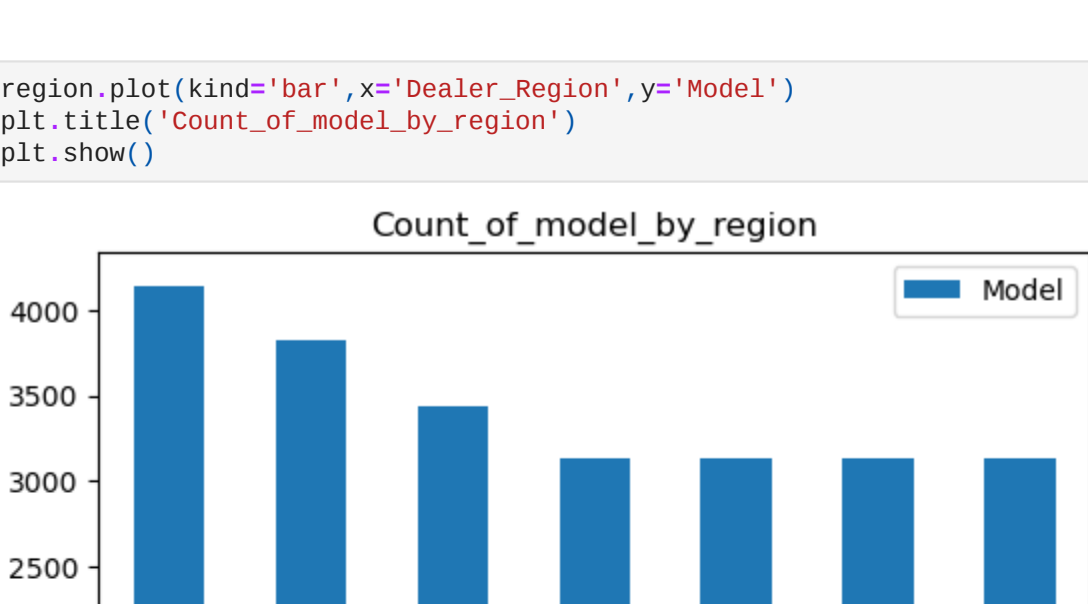 region.plot(kind='bar',x='Dealer_Region',y='Model')
plt.title('Count_of_model_by_region')
plt.show()
Count_of_model_by_region
Model
4000
3500
3000
2500